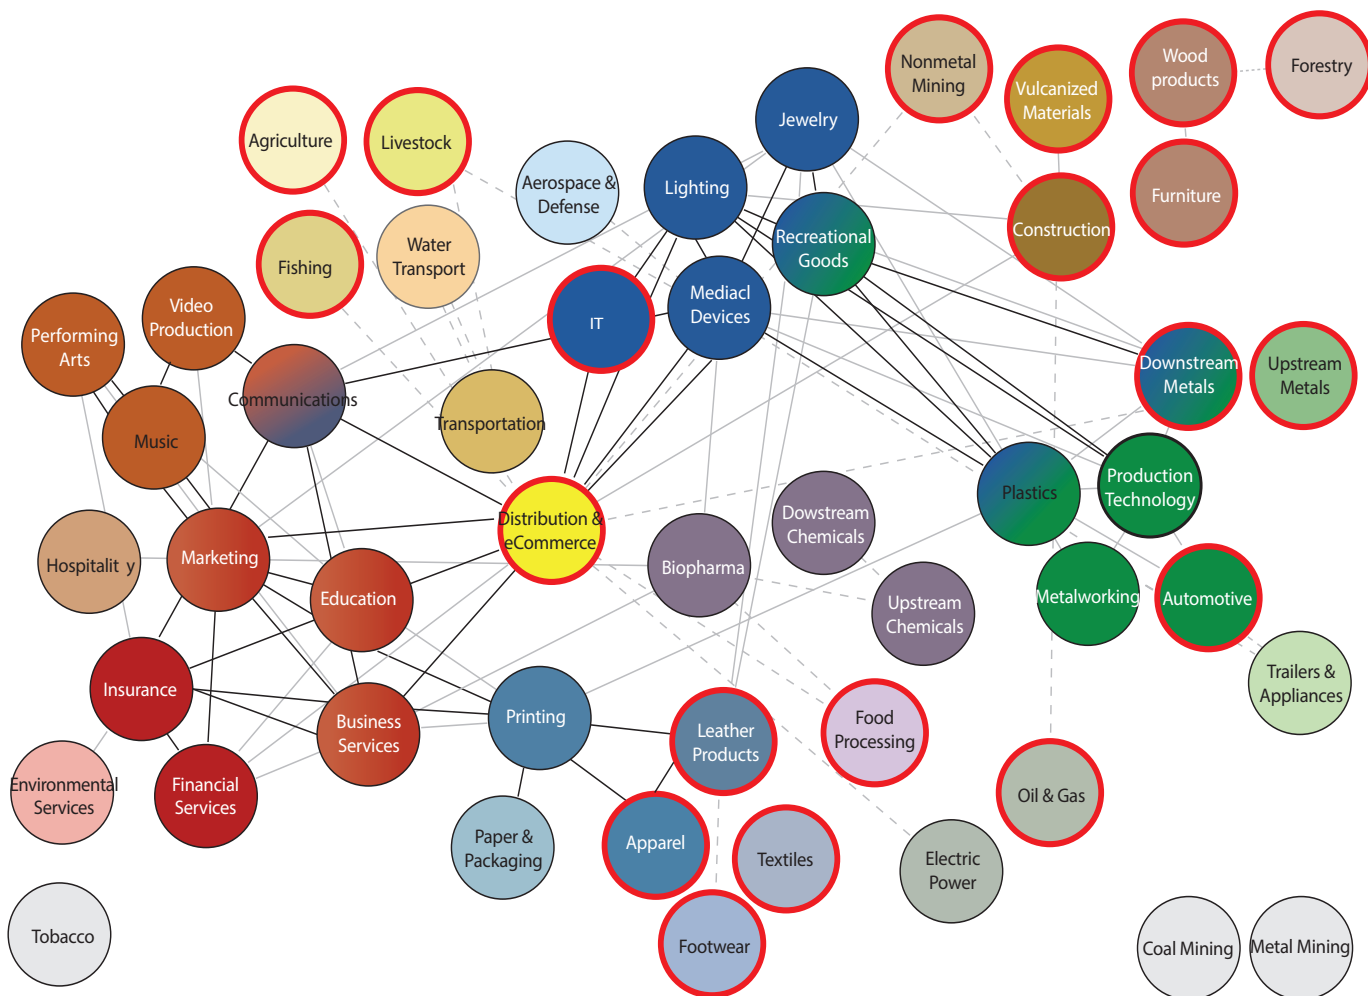 Nonmetal
Mining
Wood
products
Forestry
Vulcanized
Materials
Jewelry
Agriculture
Livestock
Aerospace &
Defense
Lighting
Furniture
Recreational
Goods
Construction
Water
Transport
Fishing
Video
Production
Performing
Arts
IT
Mediacl
Devices
Downstream
Metals
Upstream
Metals
Communications
Transportation
Music
Production
Technology
Plastics
Distribution &
eCommerce
Dowstream
Chemicals
Hospitalit y
Marketing
Biopharma
Education
Upstream
Chemicals
Metalworking
Automotive
Trailers &
Appliances
Insurance
Printing
Business
Services
Leather
Products
Food
Processing
Environmental
Services
Financial
Services
Oil & Gas
Paper &
Packaging
Apparel
Textiles
Electric
Power
Tobacco
Footwear
Coal Mining
Metal Mining